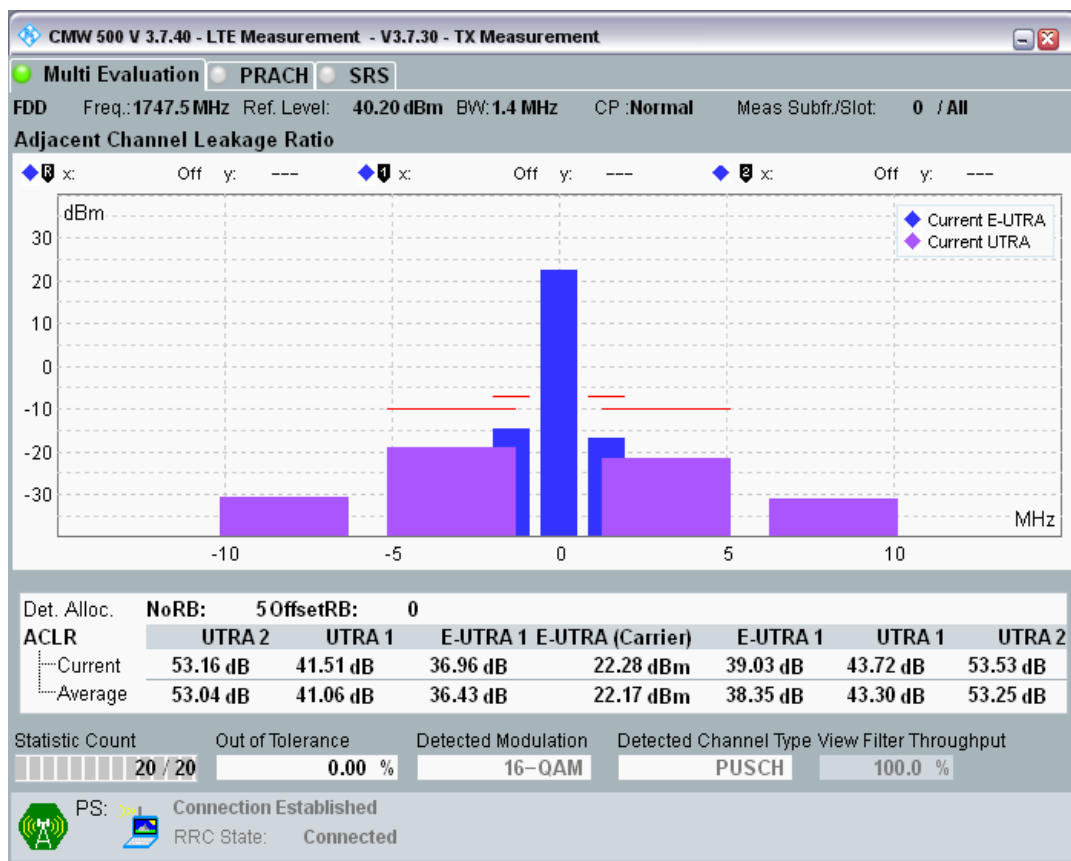 CMW 500 V 3.7.40 - LTE Measurement - V3.7.30 - TX Measurement
Multi Evaluation PRACH SRS
FDD Freq.:1747.5 MHz Ref. Level: 40.20 dBm BW:1.4 MHz CP :Normal Meas Subfr./Slot: 0 / All
Adjacent Channel Leakage Ratio
R x: Off y: --- 1 x: Off y: --- 2 x: Off y: ---
dBm
Current E-UTRA
Current UTRA
30
20
10
0
-10
-20
-30
MHz
-10 -5 0 5 10
Det. Alloc. NoRB: 5 OffsetRB: 0
ACLR UTRA 2 UTRA 1 E-UTRA 1 E-UTRA (Carrier) E-UTRA 1 UTRA 1 UTRA 2
Current 53.16 dB 41.51 dB 36.96 dB 22.28 dBm 39.03 dB 43.72 dB 53.53 dB
Average 53.04 dB 41.06 dB 36.43 dB 22.17 dBm 38.35 dB 43.30 dB 53.25 dB
Statistic Count Out of Tolerance Detected Modulation Detected Channel Type View Filter Throughput
20 / 20 0.00 % 16-QAM PUSCH 100.0 %
PS: Connection Established
RRC State: Connected